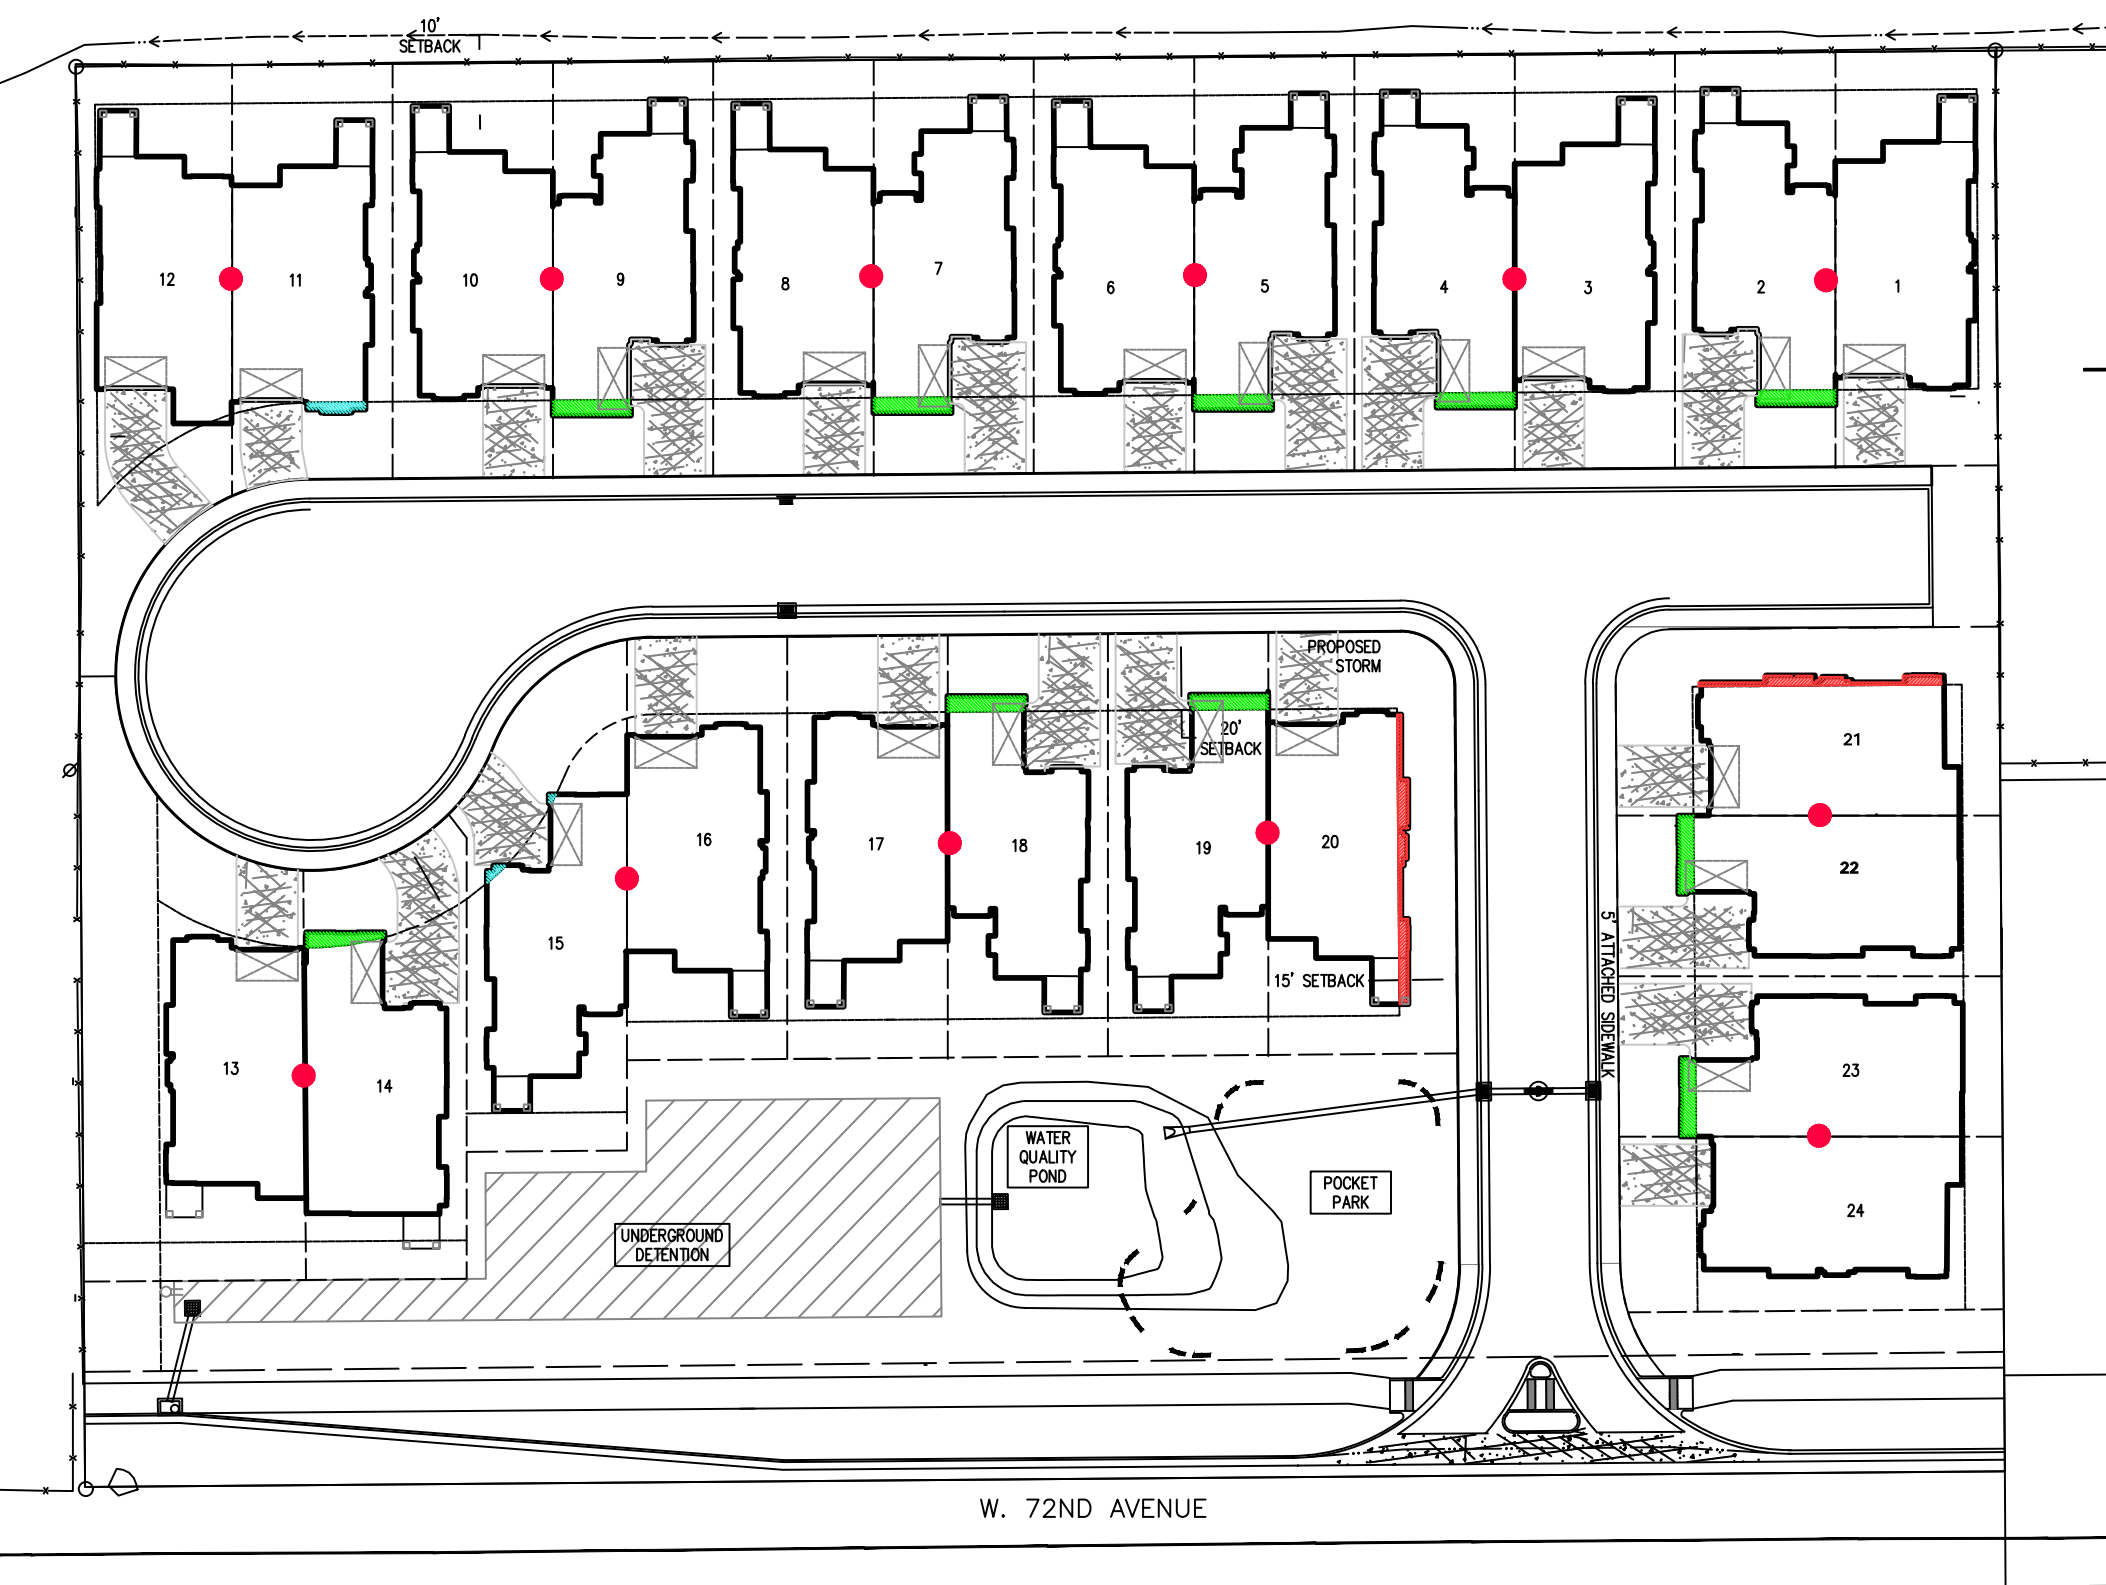 10'
SETBACK
12
11
10
9
8
7
6
5
4
3
2
1
PROPOSED
STORM
20'
SETBACK
21
16
17
18
19
20
22
15
5' ATTACHED SIDEWALK
15' SETBACK
13
14
23
WATER
QUALITY
POND
POCKET
PARK
24
UNDERGROUND
DETENTION
W. 72ND AVENUE